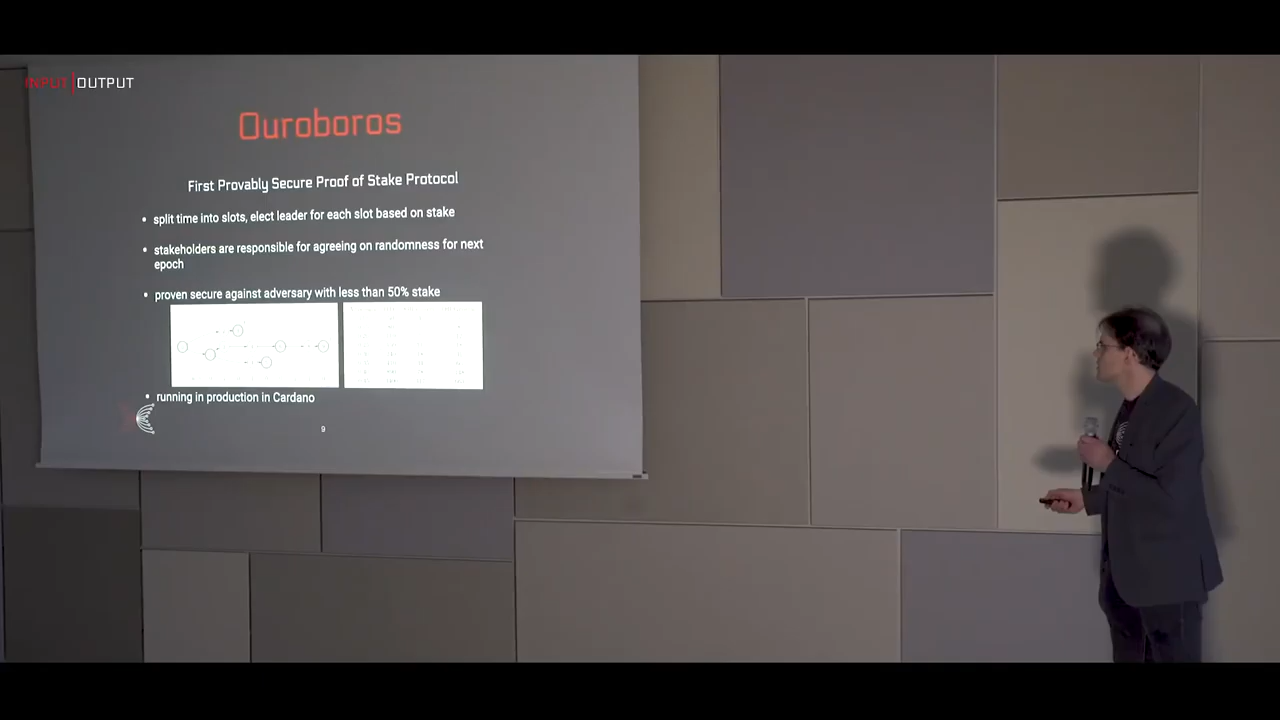 INPUT|OUTPUT
Ouroboros
First Provably Secure Proof of Stake Protocol
• split time into slots, elect leader for each slot based on stake
• stakeholders are responsible for agreeing on randomness for next
epoch
• proven secure against adversary with less than 50% stake
• running in production in Cardano
9